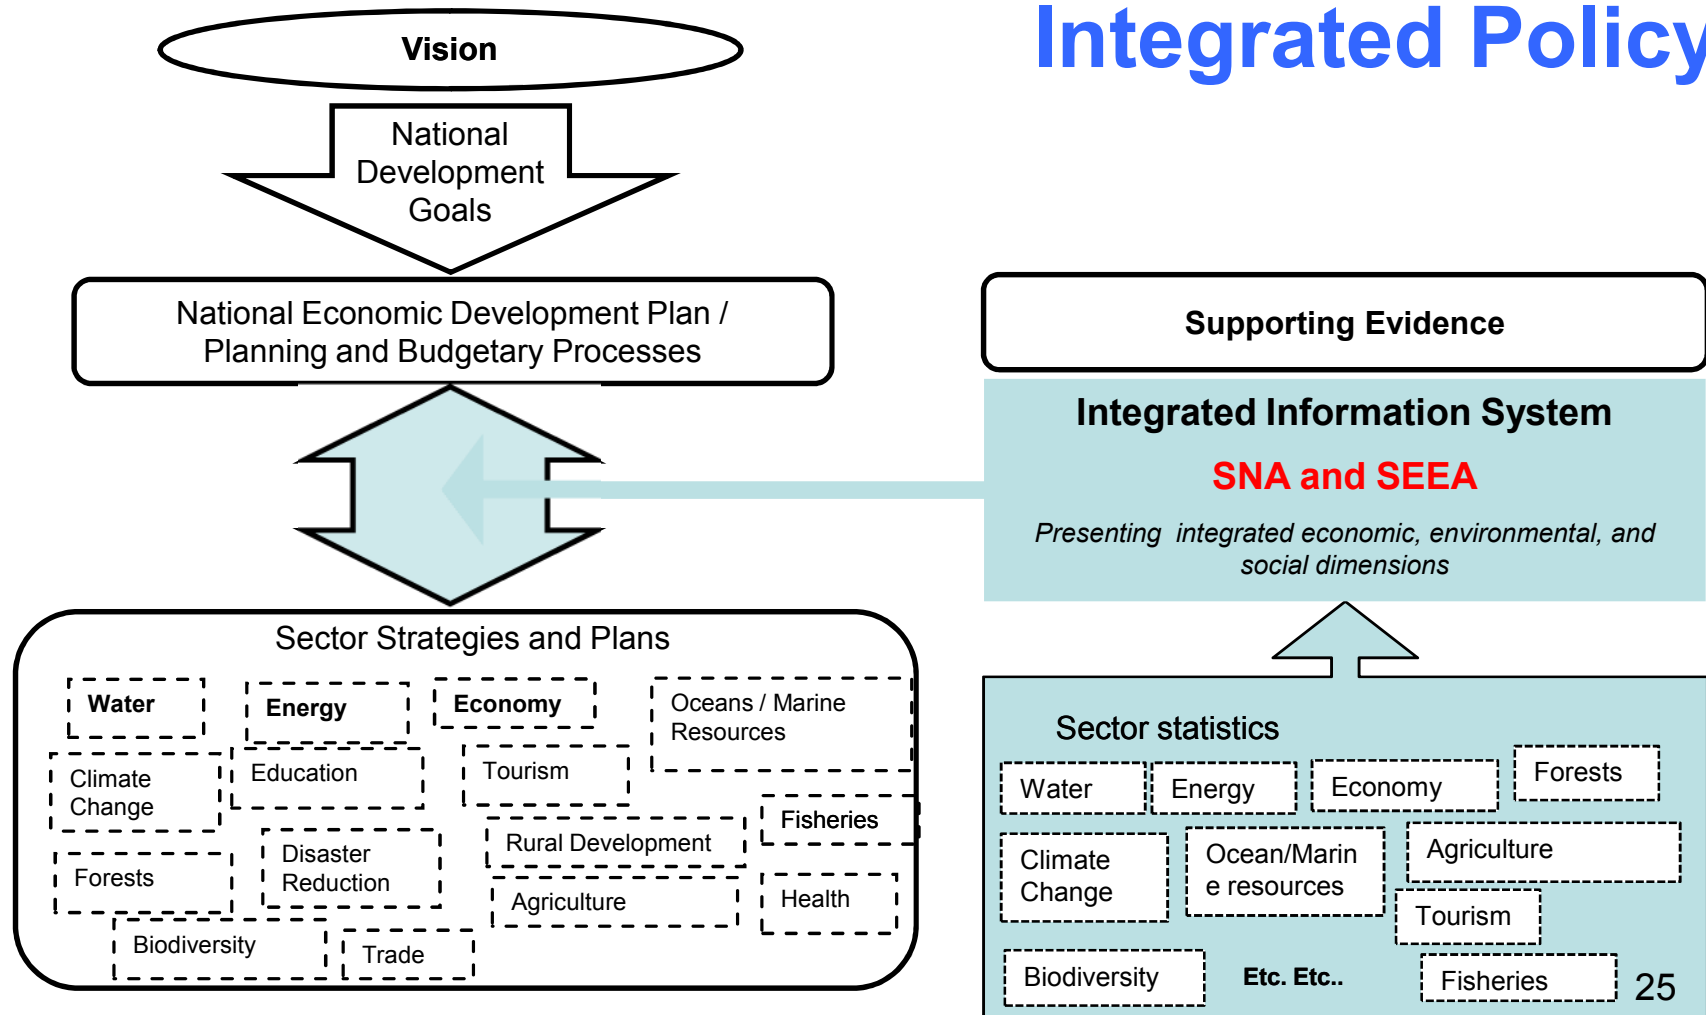 Integrated Policy
Vision
National
Development
Goals
National Economic Development Plan /
Planning and Budgetary Processes
Sector Strategies and Plans
Water
Energy
Economy
Oceans / Marine
Resources
Climate
Change
Education
Tourism
Fisheries
Forests
Disaster
Reduction
Rural Development
Agriculture
Health
Biodiversity
Trade
Supporting Evidence
Integrated Information System
SNA and SEEA
Presenting integrated economic, environmental, and
social dimensions
Sector statistics
Water
Energy
Economy
Forests
Climate
Change
Ocean/Marin
e resources
Agriculture
Tourism
Biodiversity
Etc. Etc..
Fisheries
25